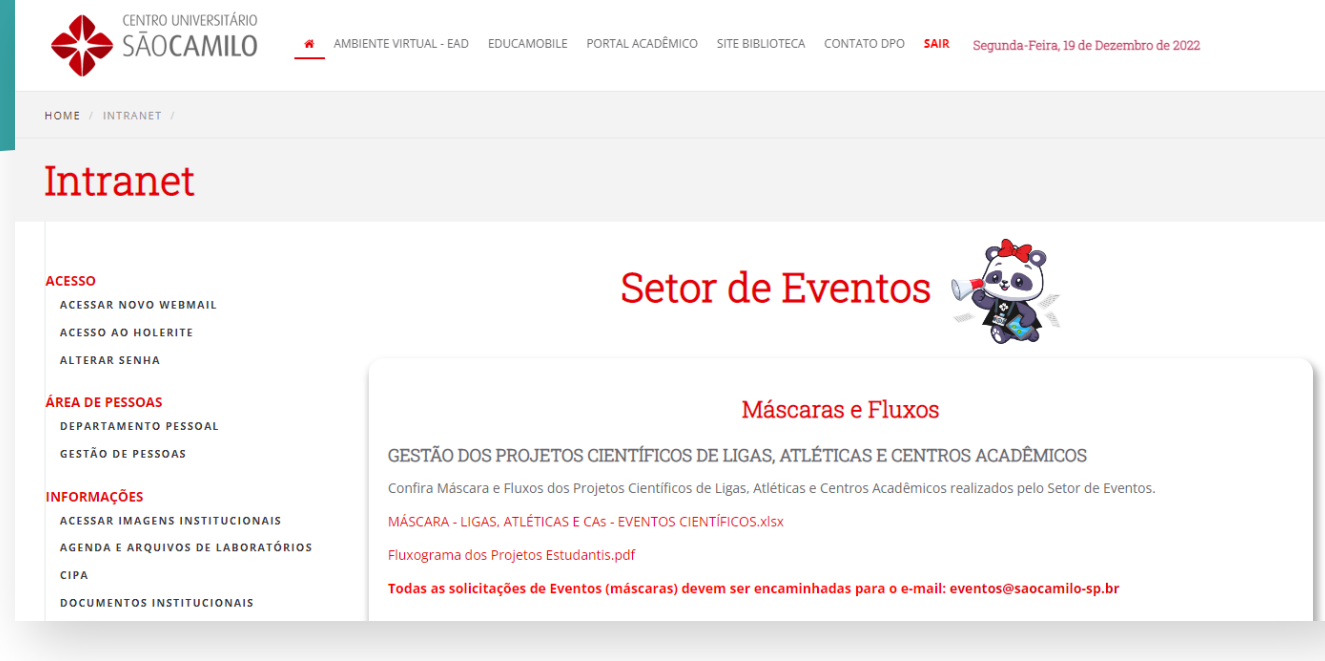 CENTRO UNIVERSITÁRIO
SÃOCAMILO
AMBIENTE VIRTUAL - EAD EDUCAMOBILE PORTAL ACADÊMICO SITE BIBLIOTECA CONTATO DPO SAIR Segunda-Feira, 19 de Dezembro de 2022
HOME / INTRANET /
Intranet
Setor de Eventos
ACESSO
ACESSAR NOVO WEBMAIL
ACESSO AO HOLERITE
ALTERAR SENHA
ÁREA DE PESSOAS
DEPARTAMENTO PESSOAL
GESTÃO DE PESSOAS
INFORMAÇÕES
ACESSAR IMAGENS INSTITUCIONAIS
AGENDA E ARQUIVOS DE LABORATÓRIOS
CIPA
DOCUMENTOS INSTITUCIONAIS
Máscaras e Fluxos
GESTÃO DOS PROJETOS CIENTÍFICOS DE LIGAS, ATLÉTICAS E CENTROS ACADÊMICOS
Confira Máscara e Fluxos dos Projetos Científicos de Ligas, Atléticas e Centros Acadêmicos realizados pelo Setor de Eventos.
MÁSCARA - LIGAS, ATLÉTICAS E CAs - EVENTOS CIENTÍFICOS.xlsx
Fluxograma dos Projetos Estudantis.pdf
Todas as solicitações de Eventos (máscaras) devem ser encaminhadas para o e-mail: eventos@saocamilo-sp.br